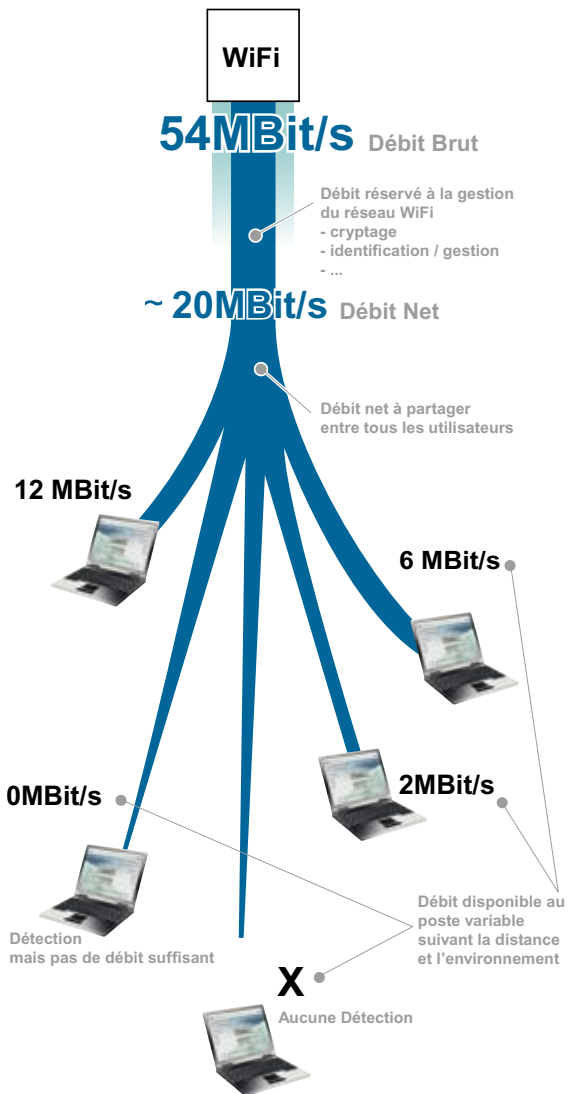 WiFi
54MBit/s Débit Brut
Débit réservé à la gestion
du réseau WiFi
- cryptage
- identification / gestion
- ...
~ 20MBit/s Débit Net
Débit net à partager
entre tous les utilisateurs
12 MBit/s
6 MBit/s
0MBit/s
2MBit/s
Détection
mais pas de débit suffisant
Débit disponible au
poste variable
suivant la distance
et l'environnement
X
Aucune Détection